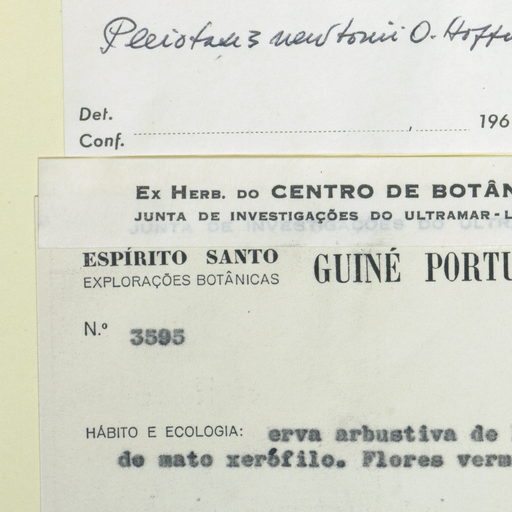 Pleiotaxis newtonii O. Hoffm
Det.
Conf. , 196
EX HERB. DO CENTRO DE BOTÂN
JUNTA DE INVESTIGAÇÕES DO ULTRAMAR-L
ESPÍRITO SANTO
GUINÉ PORTU
EXPLORAÇÕES BOTÂNICAS
N.º 3595
HÁBITO E ECOLOGIA: erva arbustiva de
de mato xerófilo. Flores verm